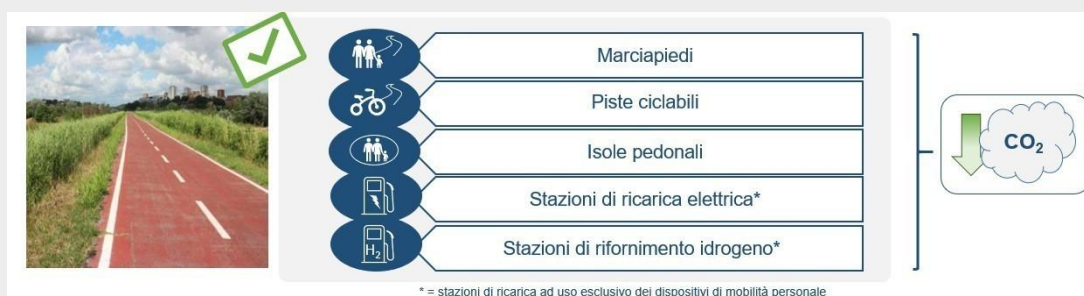 Marciapiedi
Piste ciclabili
Isole pedonali
Stazioni di ricarica elettrica*
H2
Stazioni di rifornimento idrogeno*
CO₂
* = stazioni di ricarica ad uso esclusivo dei dispositivi di mobilità personale